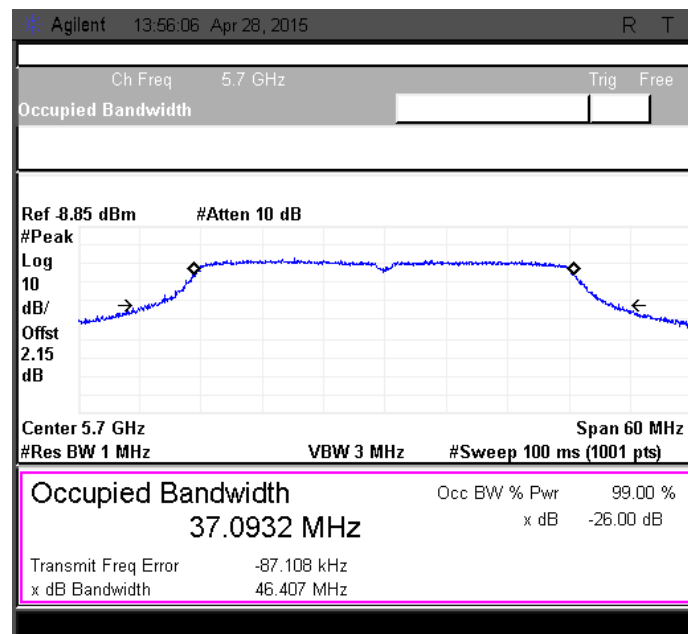 Agilent 13:56:06 Apr 28, 2015 R T
Ch Freq 5.7 GHz Trig Free
Occupied Bandwidth
Ref -8.85 dBm #Atten 10 dB
#Peak
Log
10
dB/
Offst
2.15
dB
Center 5.7 GHz Span 60 MHz
#Res BW 1 MHz VBW 3 MHz #Sweep 100 ms (1001 pts)
Occupied Bandwidth Occ BW % Pwr 99.00 %
37.0932 MHz x dB -26.00 dB
Transmit Freq Error -87.108 kHz
x dB Bandwidth 46.407 MHz